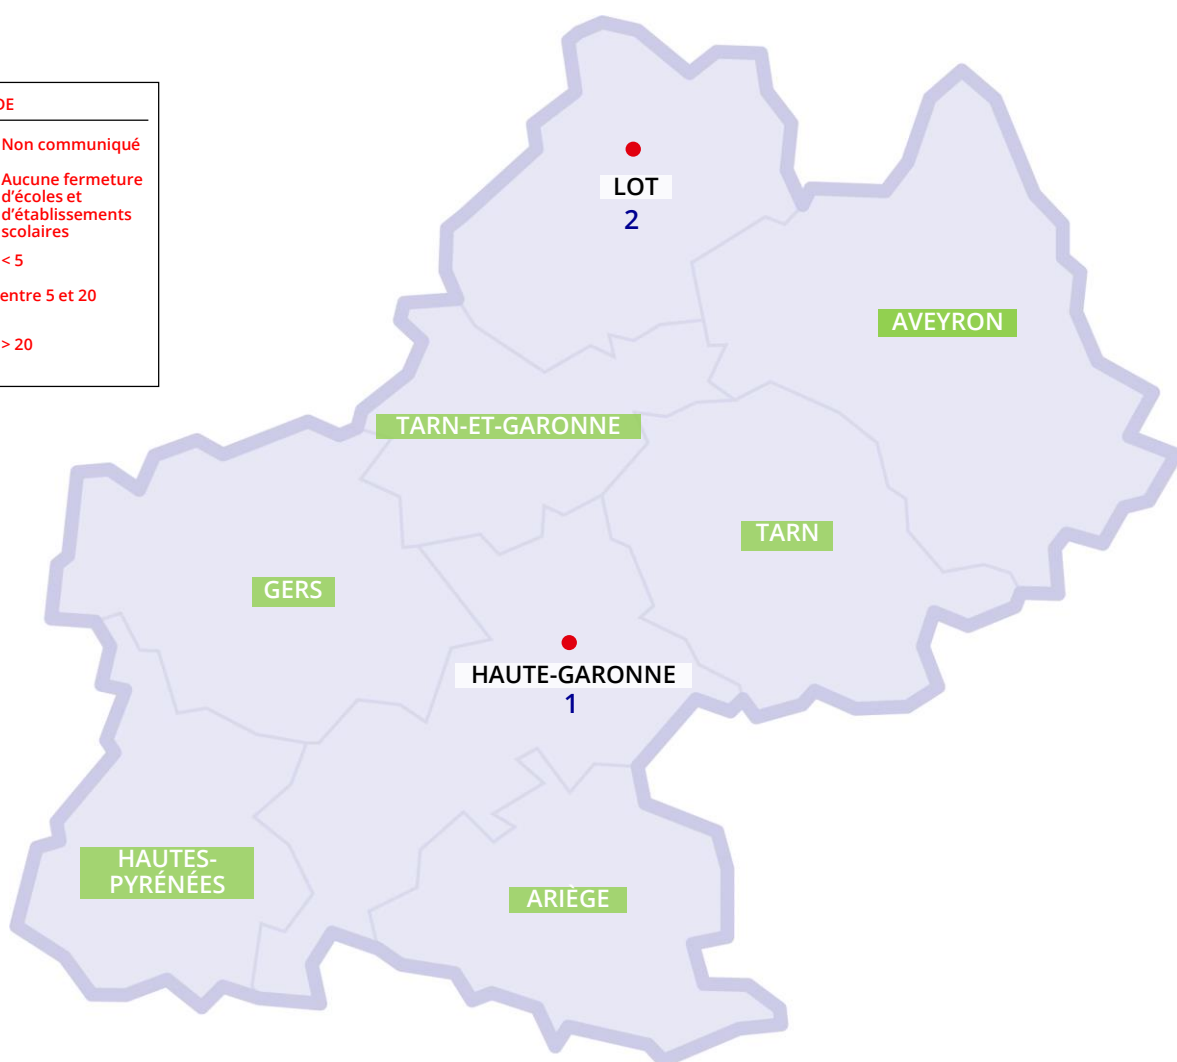 DE
Non communiqué
Aucune fermeture
d'écoles et
d'établissements
scolaires
< 5
entre 5 et 20
> 20
LOT
2
AVEYRON
TARN-ET-GARONNE
TARN
GERS
HAUTE-GARONNE
1
HAUTES-
PYRÉNÉES
ARIÈGE